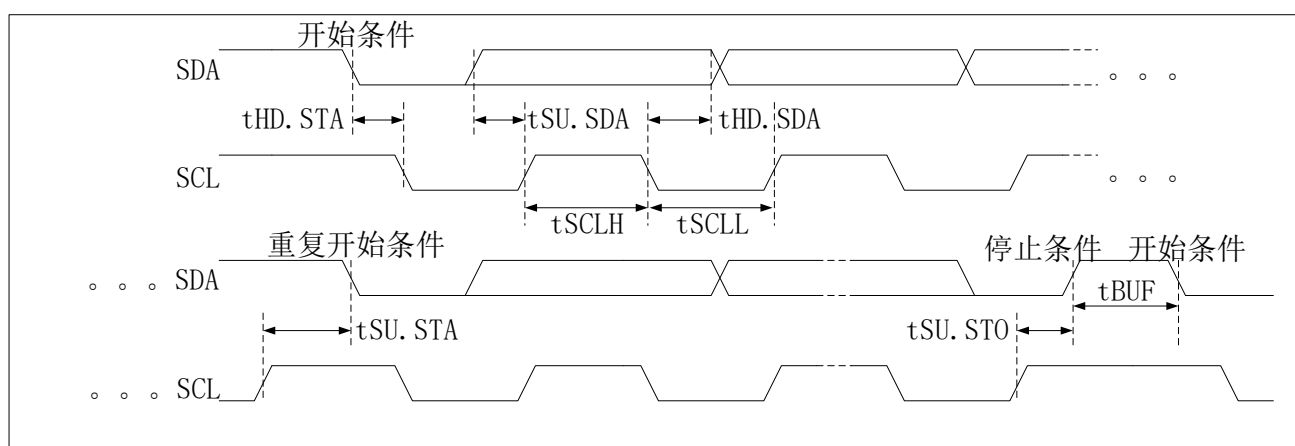 开始条件
SDA 。 。 。
tHD.STA tSU.SDA tHD.SDA
SCL 。 。 。
tSCLH tSCLL
重复开始条件 停止条件 开始条件
。 。 。 SDA tBUF
tSU.STA tSU.STO
。 。 。 SCL